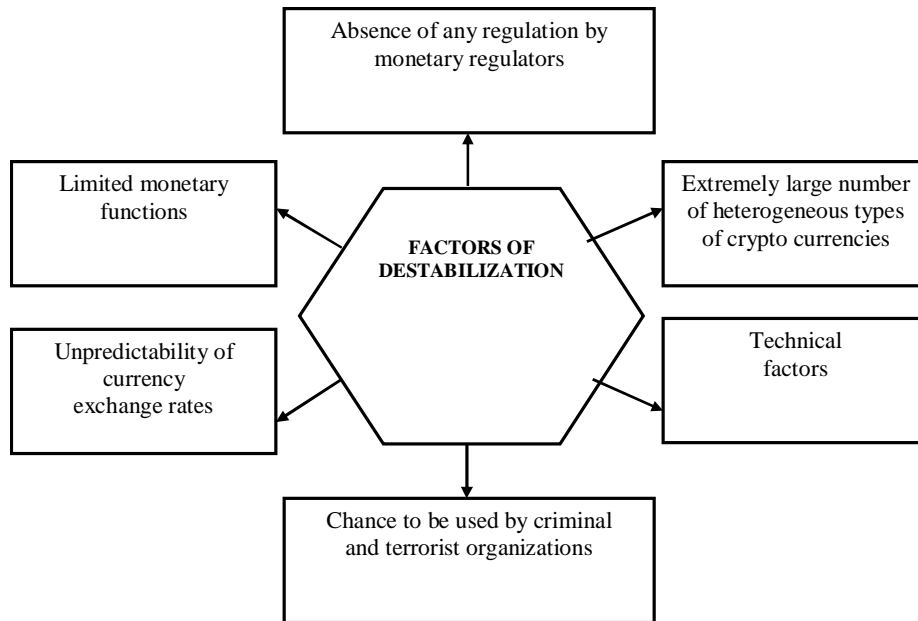 Absence of any regulation by
monetary regulators
Limited monetary
functions
Extremely large number
of heterogeneous types
of crypto currencies
FACTORS OF
DESTABILIZATION
Unpredictability of
currency
exchange rates
Technical
factors
Chance to be used by criminal
and terrorist organizations